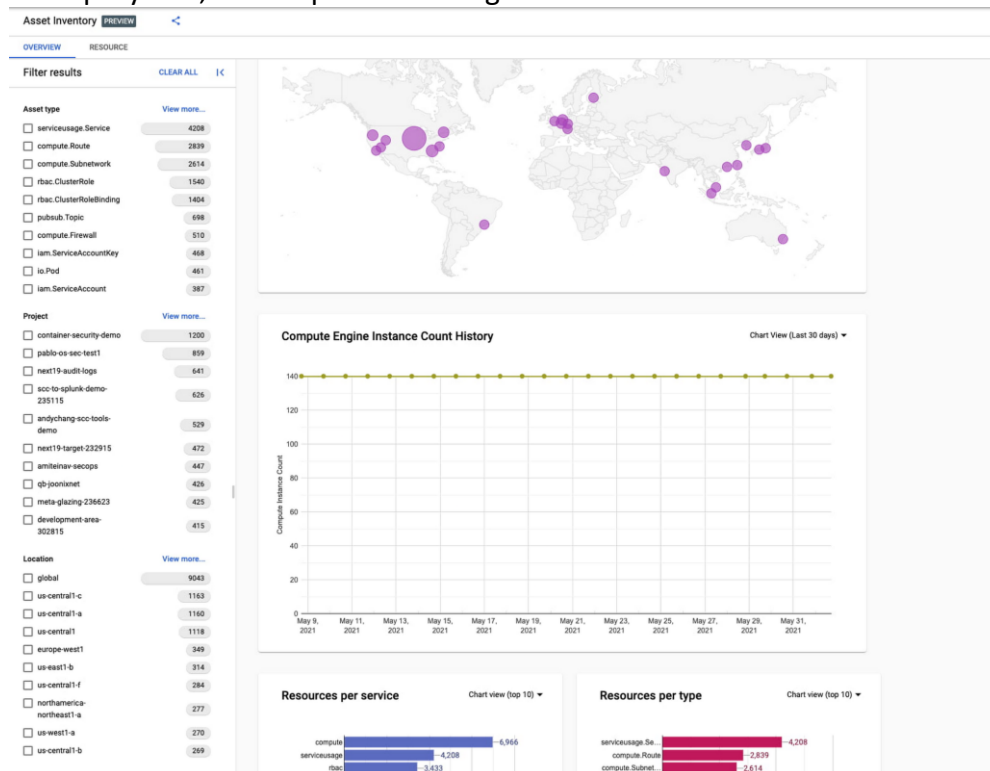 Asset Inventory PREVIEW
OVERVIEW RESOURCE
Filter results CLEAR ALL
Asset type View more...
serviceusage.Service 4208
compute.Route 2839
compute.Subnetwork 2614
rbac.ClusterRole 1540
rbac.ClusterRoleBinding 1404
pubsub.Topic 698
compute.Firewall 510
iam.ServiceAccountKey 468
io.Pod 461
iam.ServiceAccount 387
Project View more...
container-security-demo 1200
pablo-os-sec-test1 859
next19-audit-logs 641
scc-to-splunk-demo-
235115 626
andychang-scc-tools-
demo 529
next19-target-232915 472
amiteinav-secops 447
qb-joonixnet 426
meta-glazing-236623 425
development-area-
302815 415
Location View more...
global 9043
us-central1-c 1163
us-central1-a 1160
us-central1 1118
europe-west1 349
us-east1-b 314
us-central1-f 284
northamerica-
northeast1-a 277
us-west1-a 270
us-central1-b 269
Compute Engine Instance Count History Chart View (Last 30 days)
Compute Instance Count
140
120
100
80
60
40
20
0
May 9, May 11, May 13, May 15, May 17, May 19, May 21, May 23, May 25, May 27, May 29, May 31,
2021 2021 2021 2021 2021 2021 2021 2021 2021 2021 2021 2021
Resources per service Chart view (top 10)
compute 6,966
serviceusage 4,208
rbac 3,433
Resources per type Chart view (top 10)
serviceusage.Se... 4,208
compute.Route 2,839
compute.Subnet... 2,614